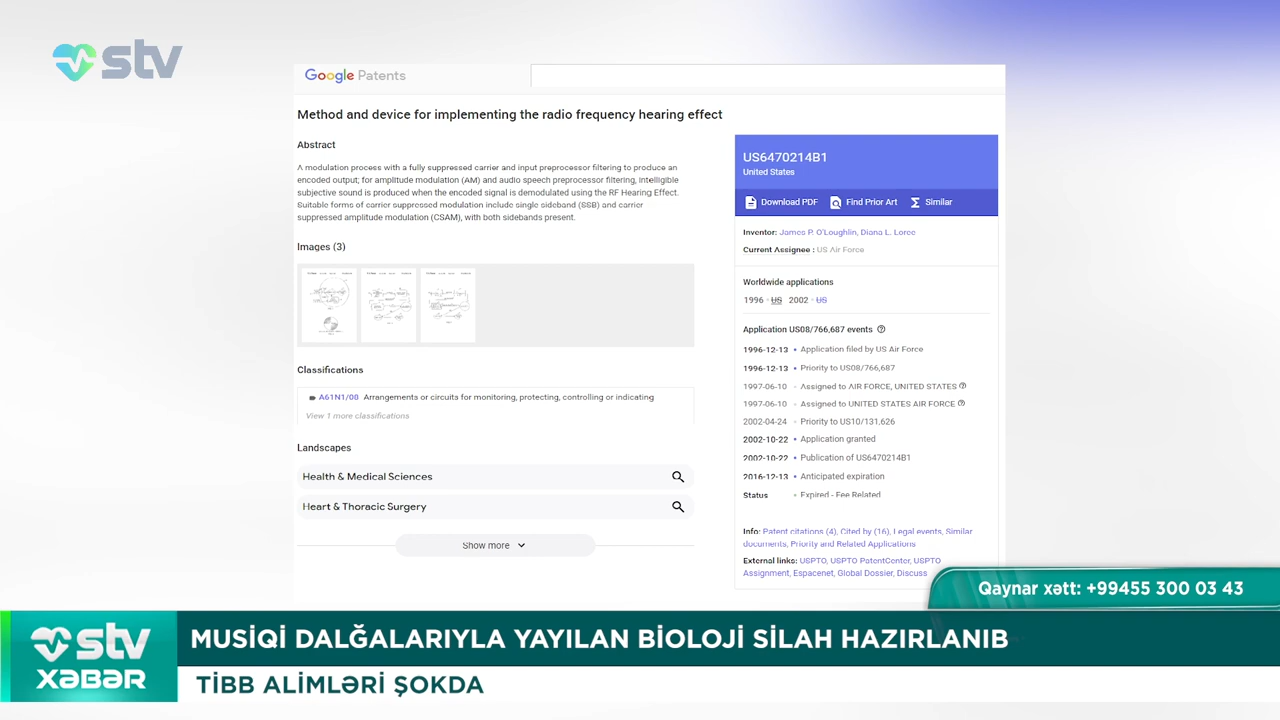 stv
Google Patents
Method and device for implementing the radio frequency hearing effect
Abstract
A modulation process with a fully suppressed carrier and input preprocessor filtering to produce an
encoded output; for amplitude modulation (AM) and audio speech preprocessor filtering, intelligible
subjective sound is produced when the encoded signal is demodulated using the RF Hearing Effect.
Suitable forms of carrier suppressed modulation include single sideband (SSB) and carrier
suppressed amplitude modulation (CSAM), with both sidebands present.
Images (3)
Classifications
A61N1/08 Arrangements or circuits for monitoring, protecting, controlling or indicating
View 1 more classifications
Landscapes
Health & Medical Sciences
Heart & Thoracic Surgery
Show more
US6470214B1
United States
Download PDF Find Prior Art Similar
Inventor: James P. O'Loughlin, Diana L. Loree
Current Assignee : US Air Force
Worldwide applications
1996 · US 2002 · US
Application US08/766,687 events
1996-12-13 • Application filed by US Air Force
1996-12-13 • Priority to US08/766,687
1997-06-10 • Assigned to AIR FORCE, UNITED STATES
1997-06-10 • Assigned to UNITED STATES AIR FORCE
2002-04-24 • Priority to US10/131,626
2002-10-22 • Application granted
2002-10-22 • Publication of US6470214B1
2016-12-13 • Anticipated expiration
Status • Expired - Fee Related
Info: Patent citations (4), Cited by (16), Legal events, Similar
documents, Priority and Related Applications
External links: USPTO, USPTO PatentCenter, USPTO
Assignment, Espacenet, Global Dossier, Discuss
Qaynar xətt: +99455 300 03 43
stv
XƏBƏR
MUSİQİ DALĞALARIYLA YAYILAN BİOLOJİ SİLAH HAZIRLANIB
TİBB ALİMLƏRİ ŞOKDA